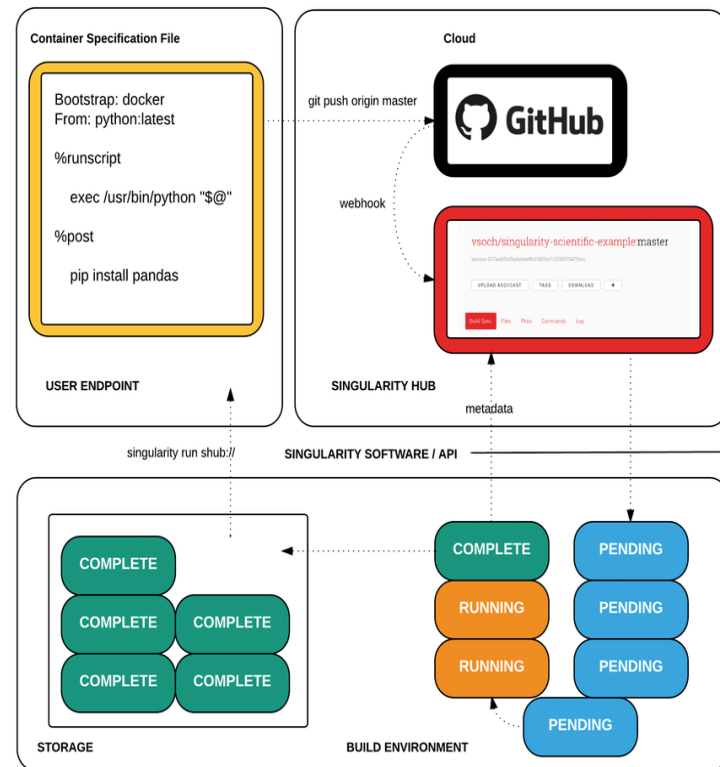 Container Specification File
Bootstrap: docker
From: python:latest
%runscript
exec /usr/bin/python "$@"
%post
pip install pandas
USER ENDPOINT
Cloud
git push origin master
GitHub
webhook
vsoch/singularity-scientific-example:master
UPLOAD ASCIICAST
TAGS
DOWNLOAD
+
Build Spec
Files
Plots
Commands
Log
SINGULARITY HUB
metadata
singularity run shub://
SINGULARITY SOFTWARE / API
COMPLETE
COMPLETE COMPLETE
COMPLETE COMPLETE
STORAGE
COMPLETE
RUNNING
RUNNING
PENDING
PENDING
PENDING
PENDING
BUILD ENVIRONMENT